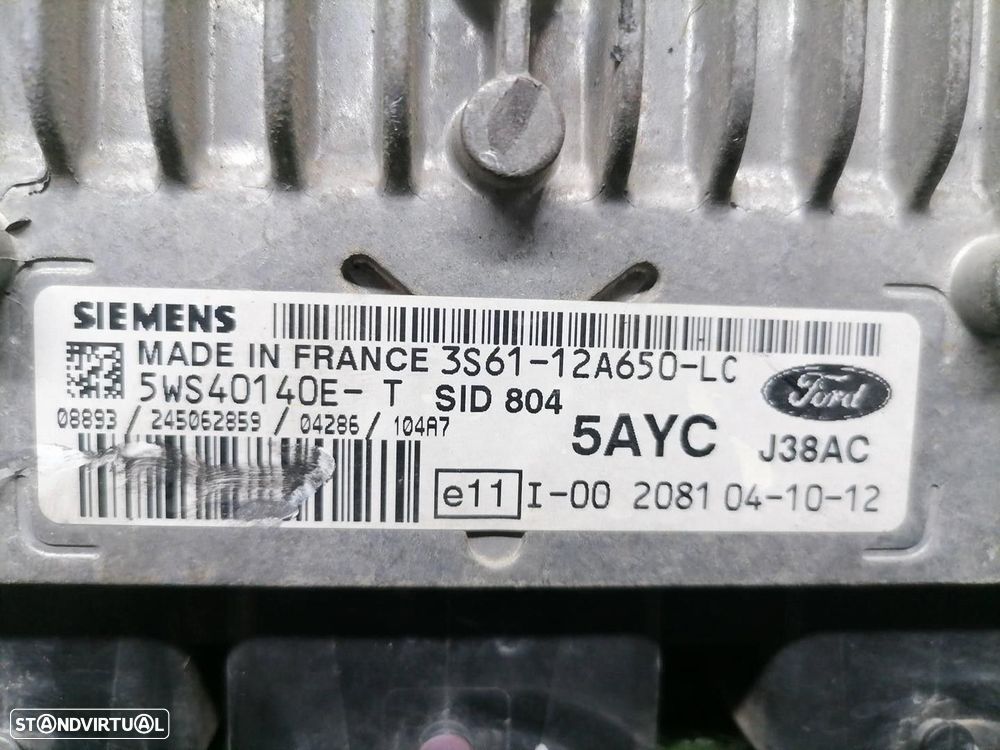 SIEMENS
MADE IN FRANCE 3S61-12A650-LC
5WS40140E- T SID 804
Ford
08893 / 245062859 / 04286 / 104A7
5AYC J38AC
e11 I-00 2081 04-10-12
STANDVIRTUAL